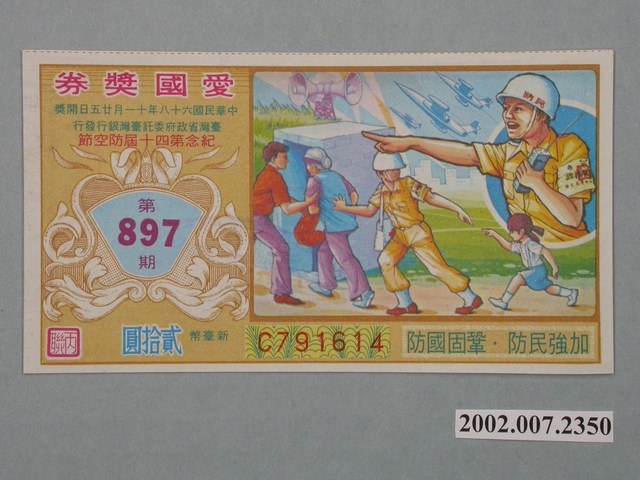 愛國獎券
中華民國六十八年十一月廿五日開獎
臺灣省政府委託臺灣銀行發行
紀念第四十屆防空節
第
897
期
民防
丙聯
新臺幣
貳拾圓
C791614
加強民防．鞏固國防
2002.007.2350